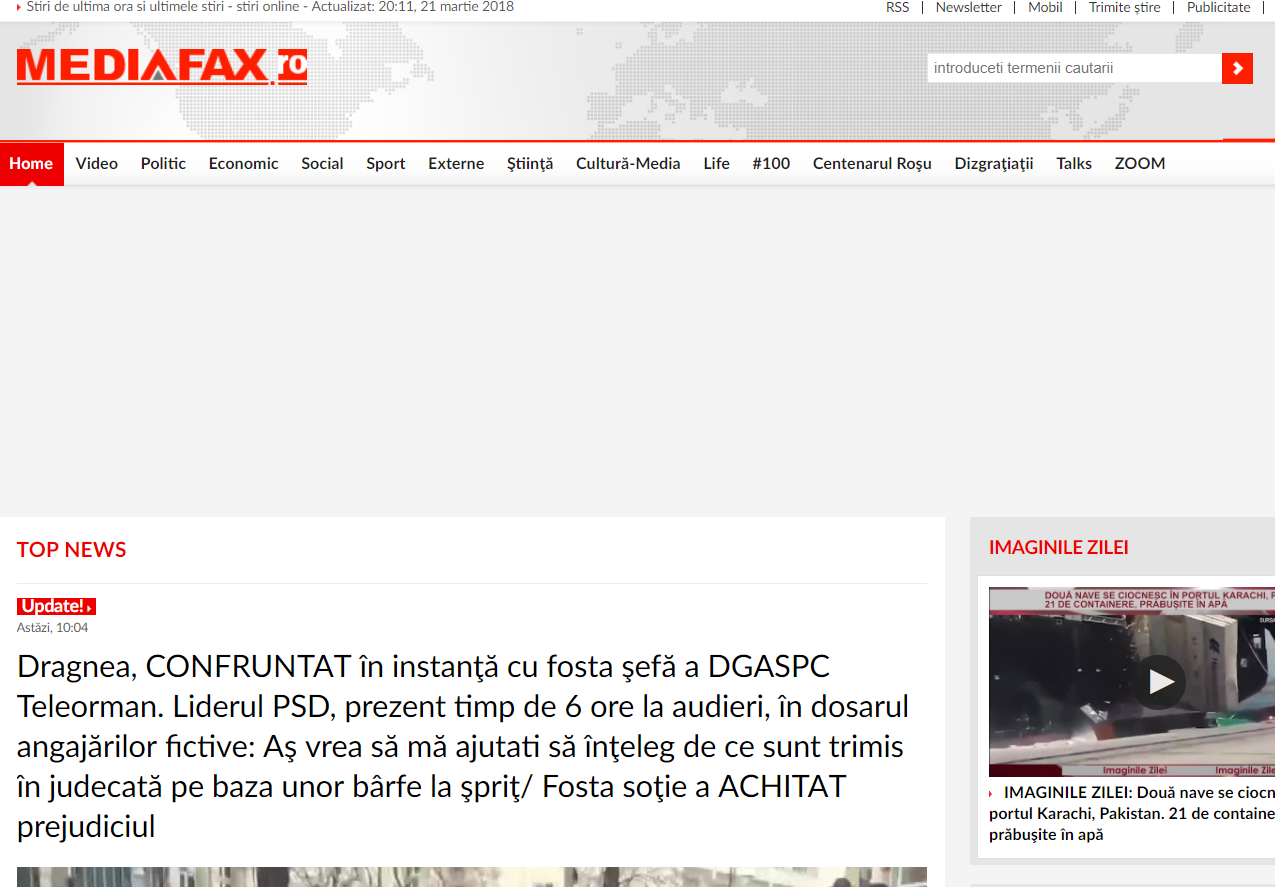 Stiri de ultima ora si ultimele stiri - stiri online - Actualizat: 20:11, 21 martie 2018
RSS | Newsletter | Mobil | Trimite ştire | Publicitate |
MEDIAFAX.ro
introduceti termenii cautarii
Home Video Politic Economic Social Sport Externe Ştiinţă Cultură-Media Life #100 Centenarul Roşu Dizgraţiaţii Talks ZOOM
TOP NEWS
Update!
Astăzi, 10:04
Dragnea, CONFRUNTAT în instanţă cu fosta şefă a DGASPC
Teleorman. Liderul PSD, prezent timp de 6 ore la audieri, în dosarul
angajărilor fictive: Aş vrea să mă ajutati să înţeleg de ce sunt trimis
în judecată pe baza unor bârfe la şpriţ/ Fosta soţie a ACHITAT
prejudiciul
IMAGINILE ZILEI
DOUĂ NAVE SE CIOCNESC ÎN PORTUL KARACHI, P
21 DE CONTAINERE, PRĂBUŞITE ÎN APĂ
Imaginile Zilei Imaginile Zile
IMAGINILE ZILEI: Două nave se ciocn
portul Karachi, Pakistan. 21 de containe
prăbuşite în apă